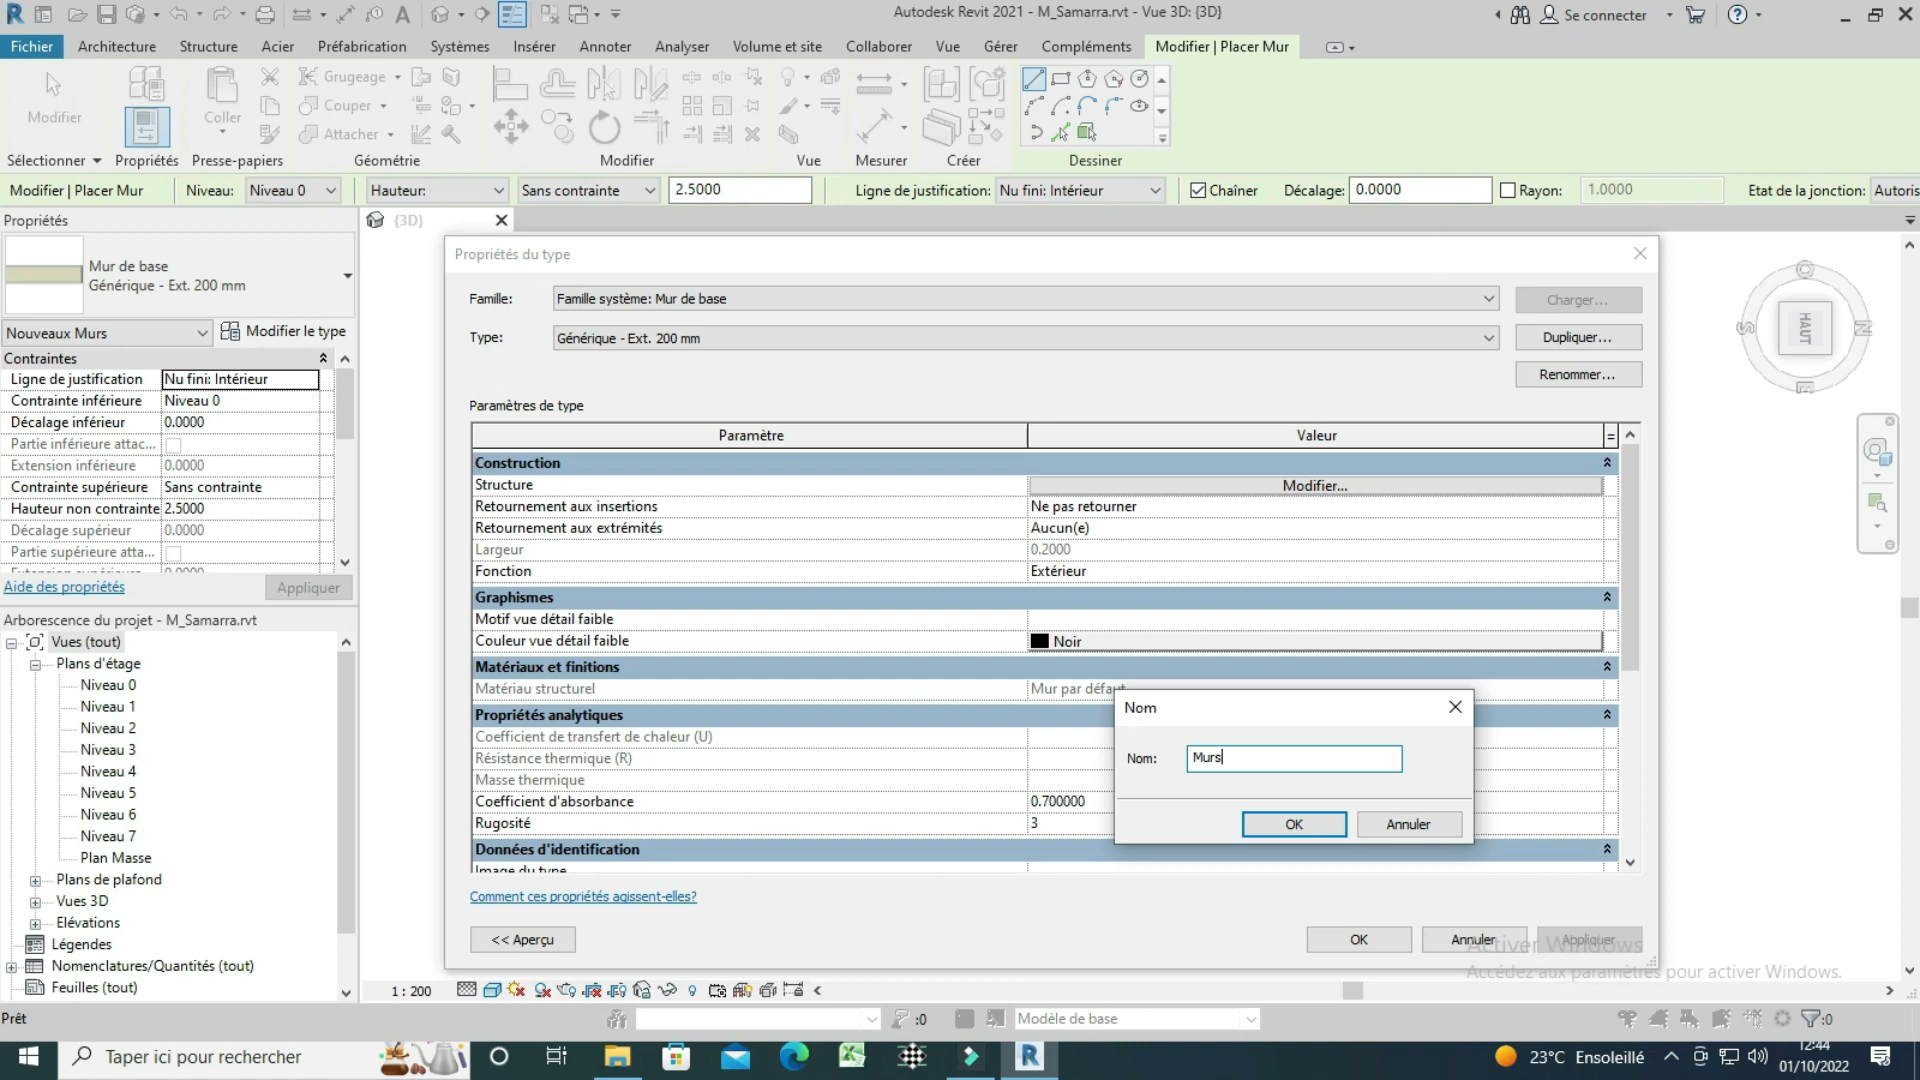 Autodesk Revit 2021 - M_Samarra.rvt - Vue 3D: {3D}
Se connecter
Fichier
Architecture
Structure
Acier
Préfabrication
Systèmes
Insérer
Annoter
Analyser
Volume et site
Collaborer
Vue
Gérer
Compléments
Modifier | Placer Mur
Modifier
Coller
Grugeage
Couper
Attacher
Sélectionner
Propriétés
Presse-papiers
Géométrie
Modifier
Vue
Mesurer
Créer
Dessiner
Modifier | Placer Mur
Niveau: Niveau 0
Hauteur:
Sans contrainte
2.5000
Ligne de justification: Nu fini: Intérieur
Chaîner
Décalage: 0.0000
Rayon: 1.0000
Etat de la jonction: Autoris
Propriétés
{3D}
Mur de base
Générique - Ext. 200 mm
Nouveaux Murs
Modifier le type
Contraintes
Ligne de justification Nu fini: Intérieur
Contrainte inférieure Niveau 0
Décalage inférieur 0.0000
Partie inférieure attac...
Extension inférieure 0.0000
Contrainte supérieure Sans contrainte
Hauteur non contrainte 2.5000
Décalage supérieur 0.0000
Partie supérieure atta...
Aide des propriétés
Appliquer
Arborescence du projet - M_Samarra.rvt
Vues (tout)
Plans d'étage
Niveau 0
Niveau 1
Niveau 2
Niveau 3
Niveau 4
Niveau 5
Niveau 6
Niveau 7
Plan Masse
Plans de plafond
Vues 3D
Elévations
Légendes
Nomenclatures/Quantités (tout)
Feuilles (tout)
Propriétés du type
Famille: Famille système: Mur de base
Charger...
Type: Générique - Ext. 200 mm
Dupliquer...
Renommer...
Paramètres de type
Paramètre Valeur =
Construction
Structure Modifier...
Retournement aux insertions Ne pas retourner
Retournement aux extrémités Aucun(e)
Largeur 0.2000
Fonction Extérieur
Graphismes
Motif vue détail faible
Couleur vue détail faible Noir
Matériaux et finitions
Matériau structurel Mur par défaut
Propriétés analytiques
Coefficient de transfert de chaleur (U)
Résistance thermique (R)
Masse thermique
Coefficient d'absorbance 0.700000
Rugosité 3
Données d'identification
Image du type
Comment ces propriétés agissent-elles?
<< Aperçu
OK
Annuler
Appliquer
Nom
Nom: Murs
OK
Annuler
HAUT
Activer Windows
Accédez aux paramètres pour activer Windows.
1 : 200
Prêt
:0
Modèle de base
:0
Taper ici pour rechercher
23°C Ensoleillé
12:44
01/10/2022